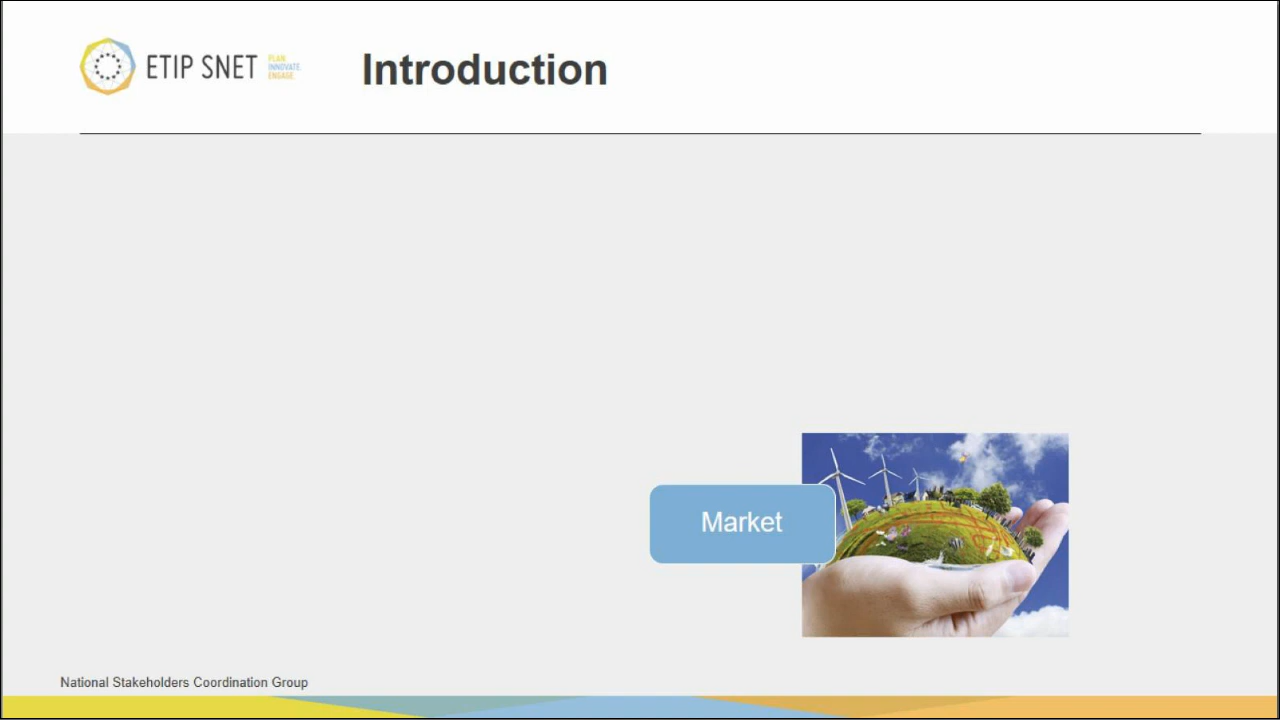 ETIP SNET
PLAN.
INNOVATE.
ENGAGE.
Introduction
Market
National Stakeholders Coordination Group